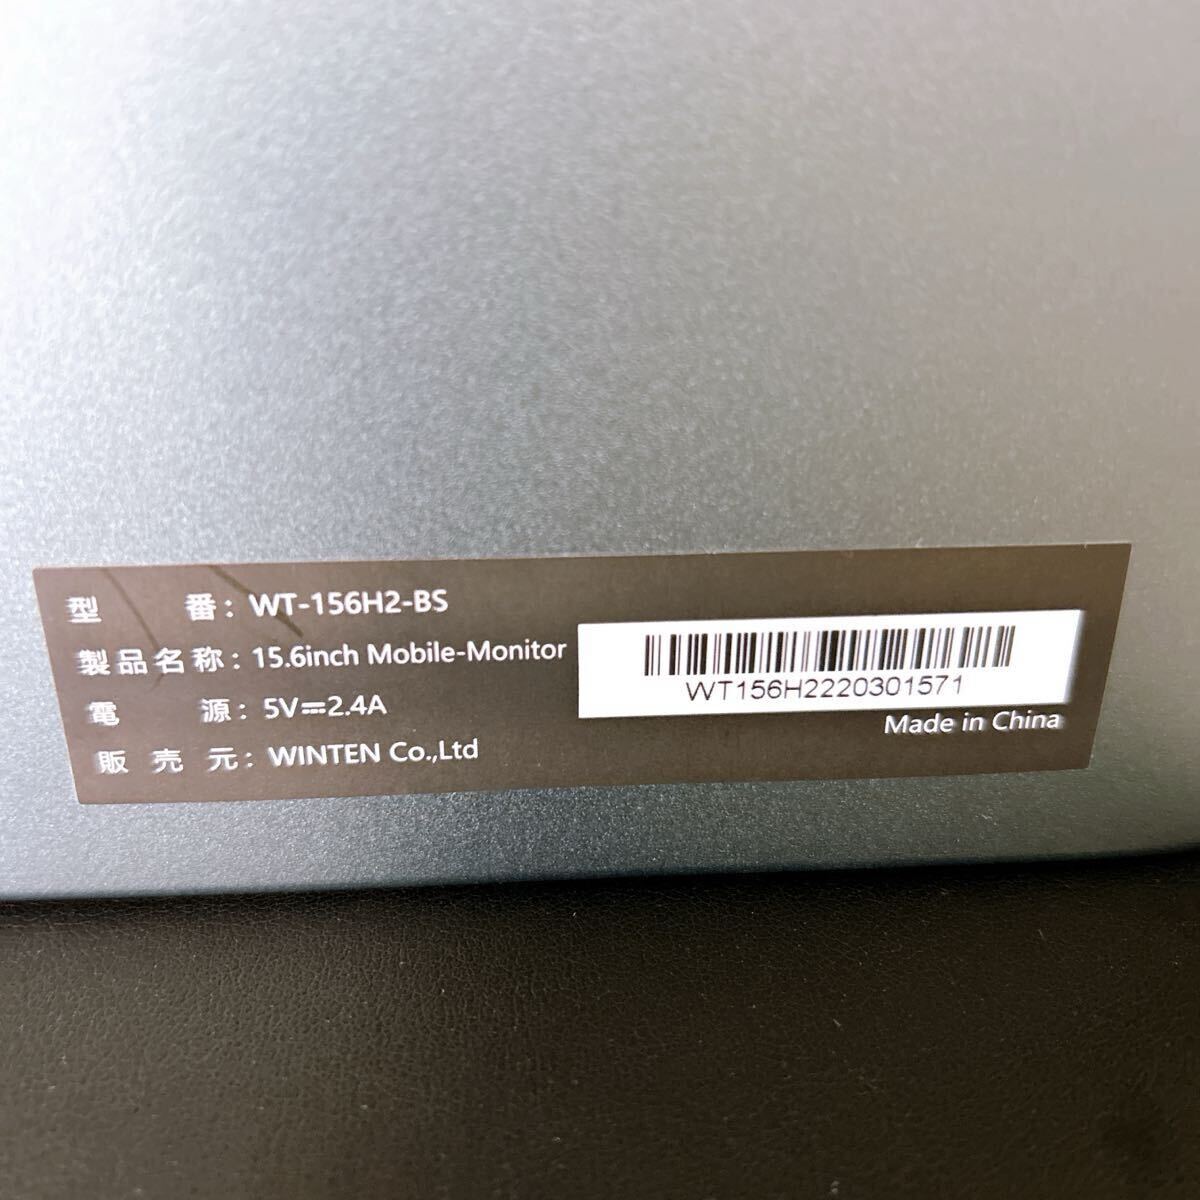 型番: WT-156H2-BS
製品名称: 15.6inch Mobile-Monitor
電源: 5V⎓2.4A
販売元: WINTEN Co.,Ltd
WT156H2220301571
Made in China